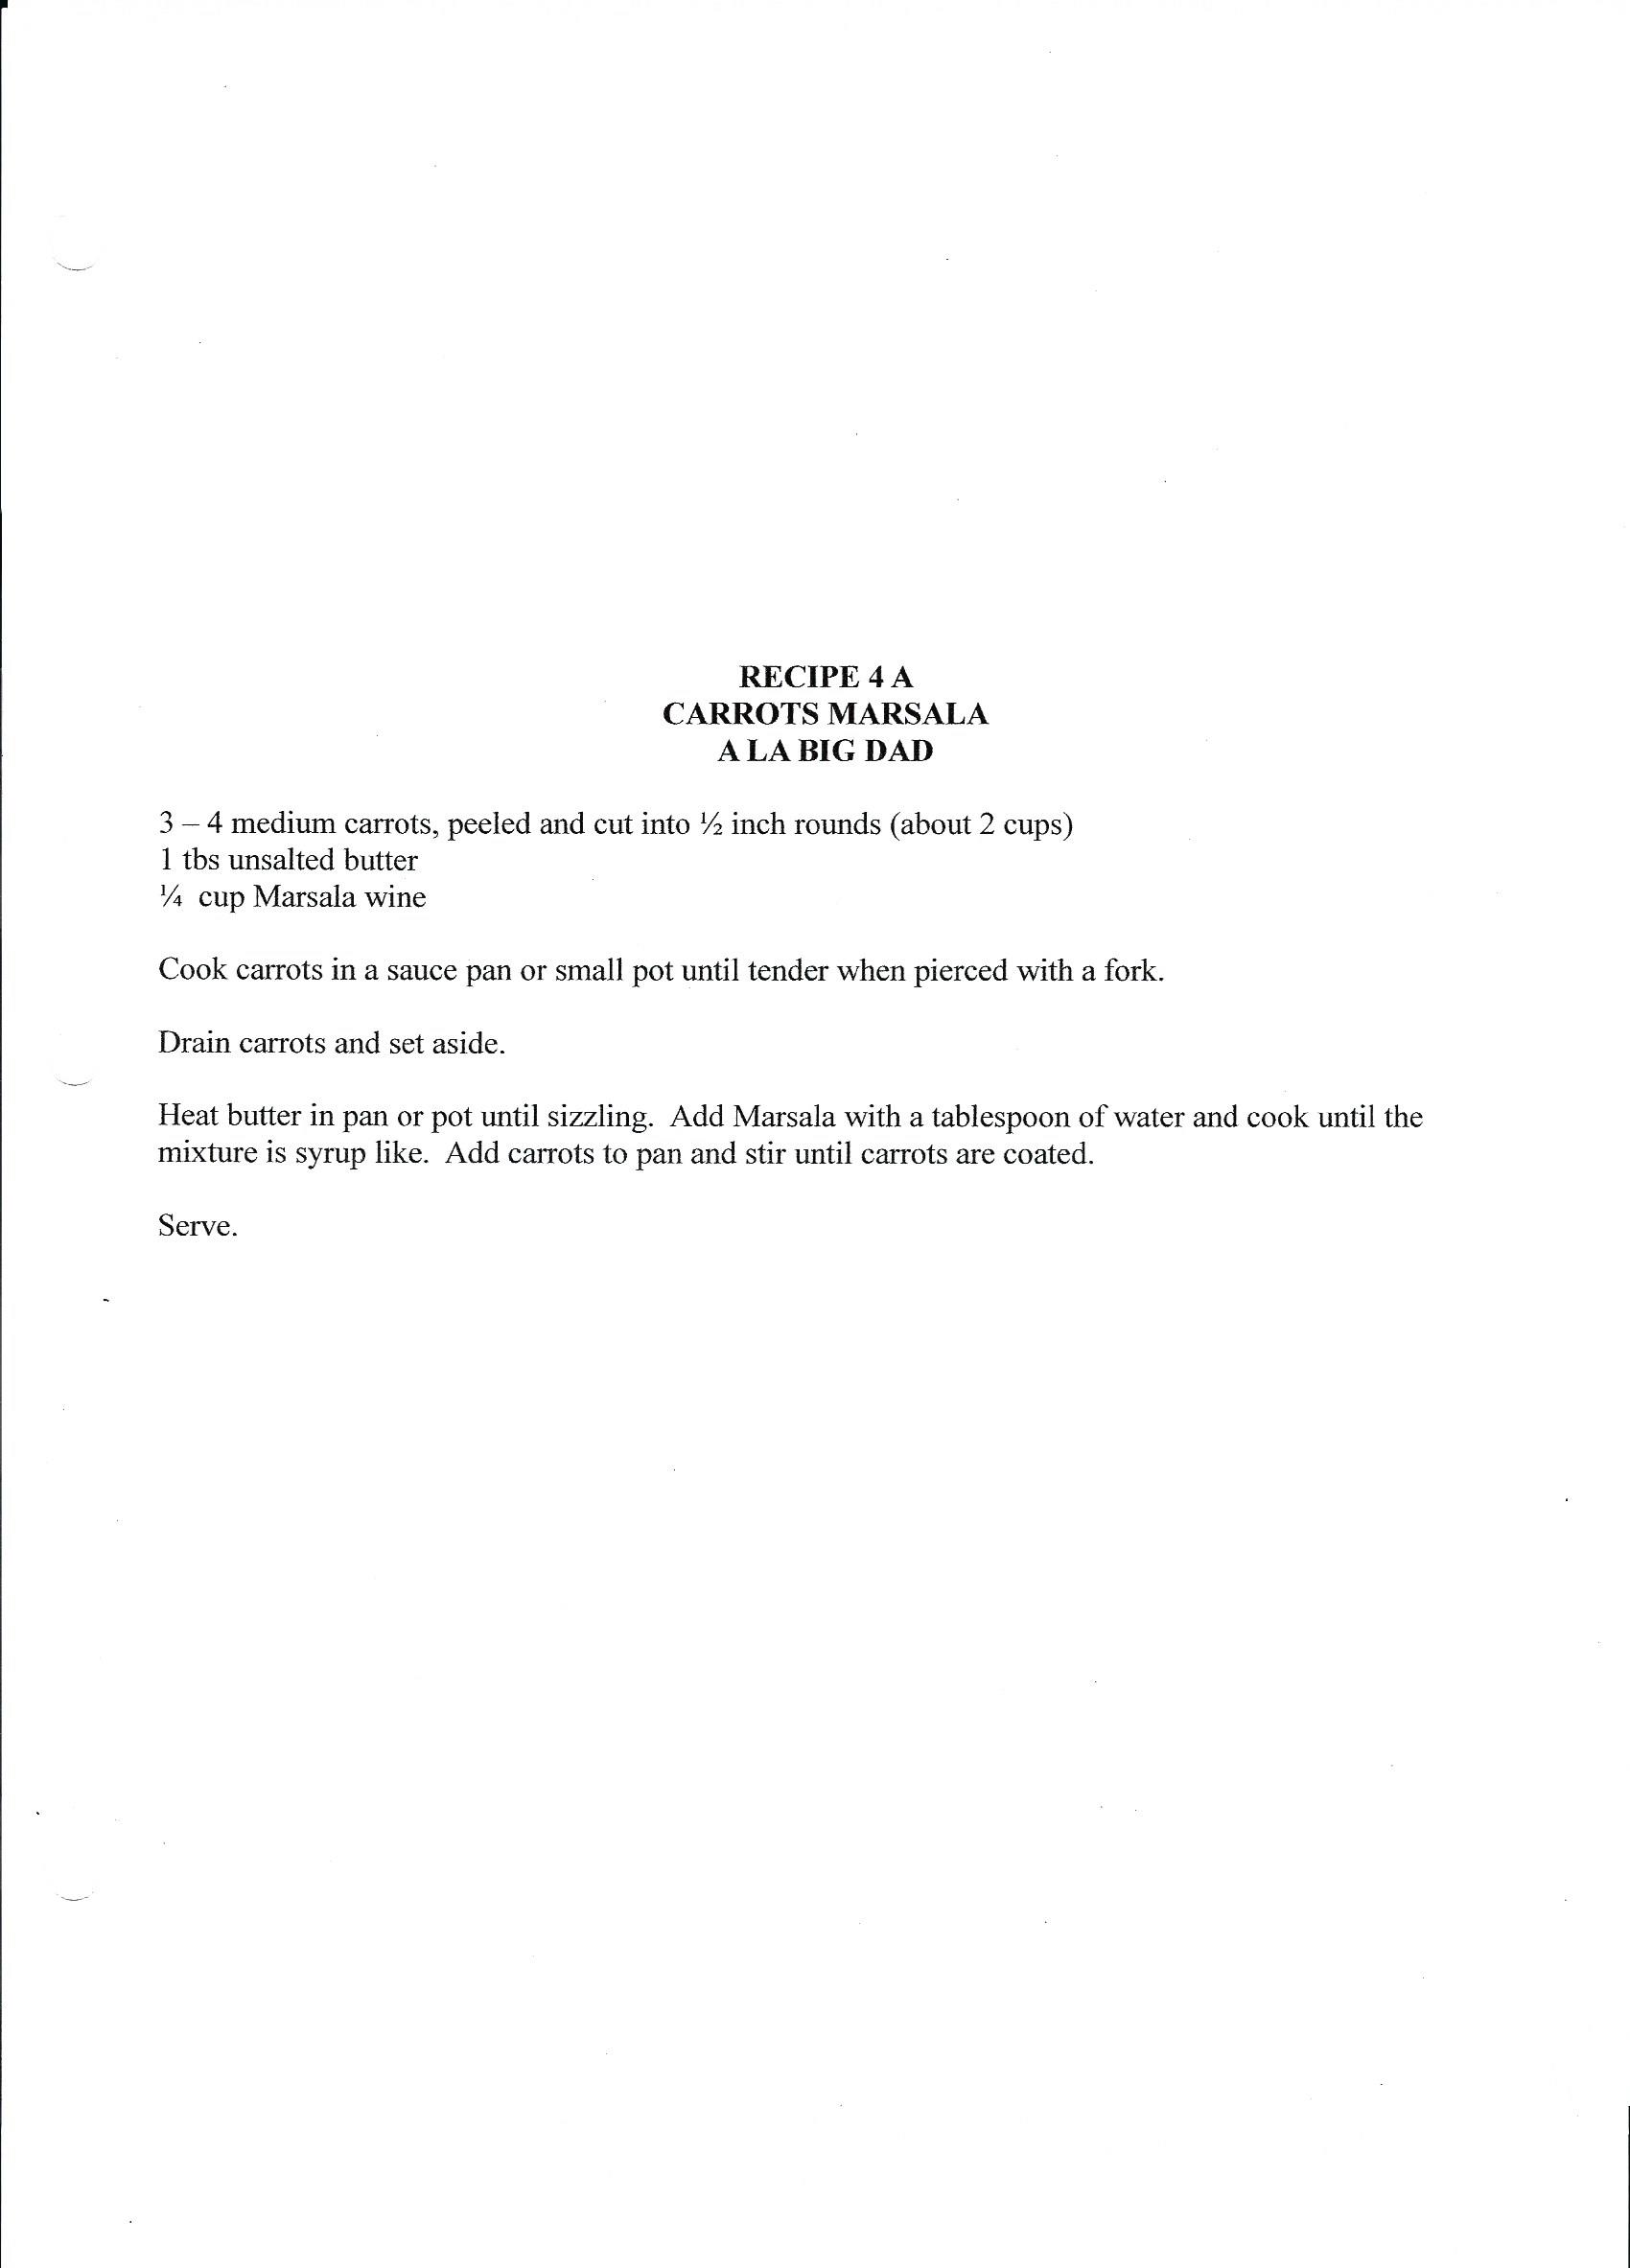 RECIPE 4 A
CARROTS MARSALA
A LA BIG DAD
3 – 4 medium carrots, peeled and cut into ½ inch rounds (about 2 cups)
1 tbs unsalted butter
¼ cup Marsala wine
Cook carrots in a sauce pan or small pot until tender when pierced with a fork.
Drain carrots and set aside.
Heat butter in pan or pot until sizzling. Add Marsala with a tablespoon of water and cook until the
mixture is syrup like. Add carrots to pan and stir until carrots are coated.
Serve.